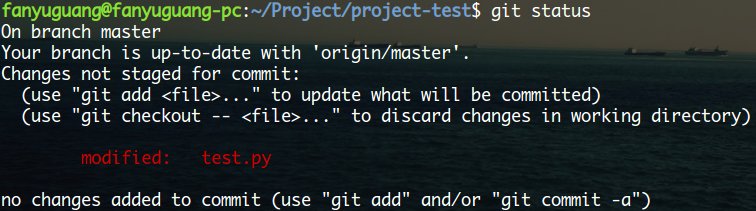 fanyuguang@fanyuguang-pc:~/Project/project-test$ git status
On branch master
Your branch is up-to-date with 'origin/master'.
Changes not staged for commit:
  (use "git add <file>..." to update what will be committed)
  (use "git checkout -- <file>..." to discard changes in working directory)
        modified:   test.py
no changes added to commit (use "git add" and/or "git commit -a")